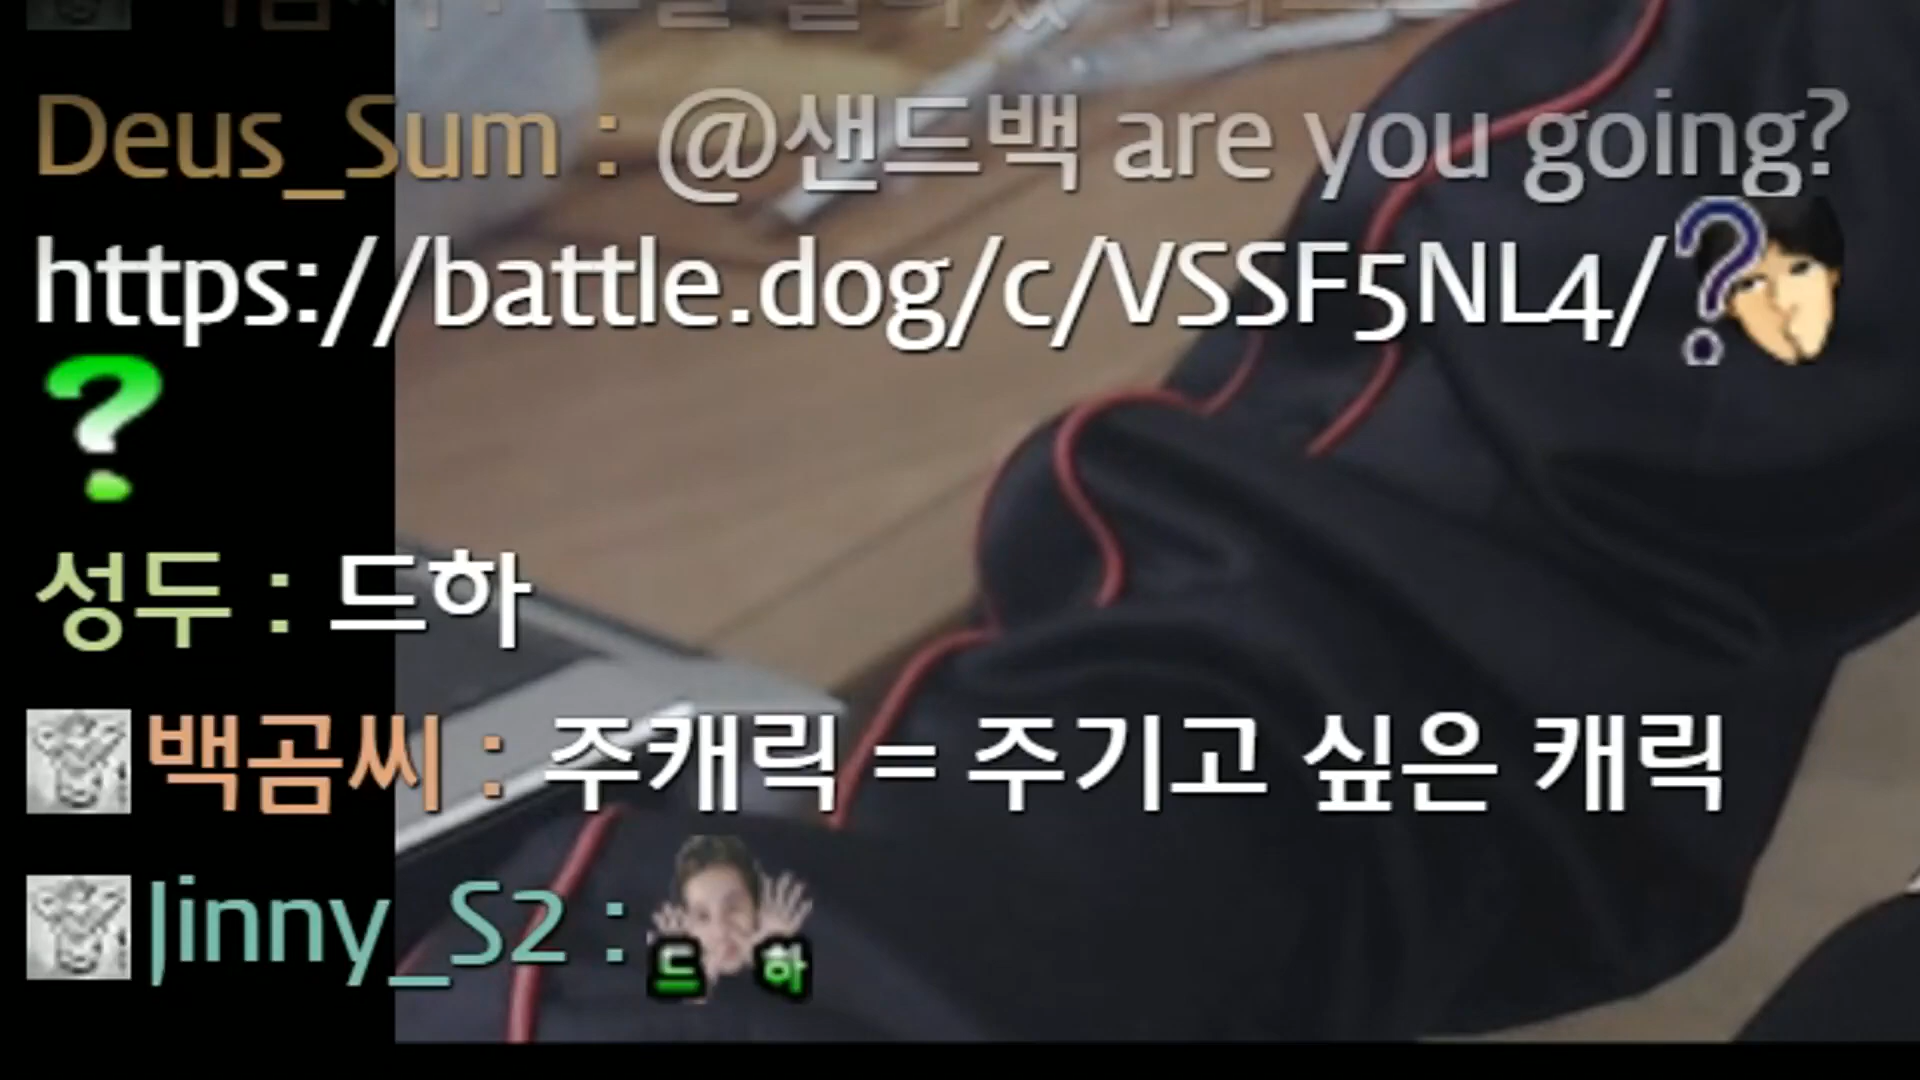 Deus_Sum : @샌드백 are you going?
https://battle.dog/c/VSSF5NL4/
성두 : 드하
백곰씨 : 주캐릭 = 주기고 싶은 캐릭
Jinny_S2 : 드 하